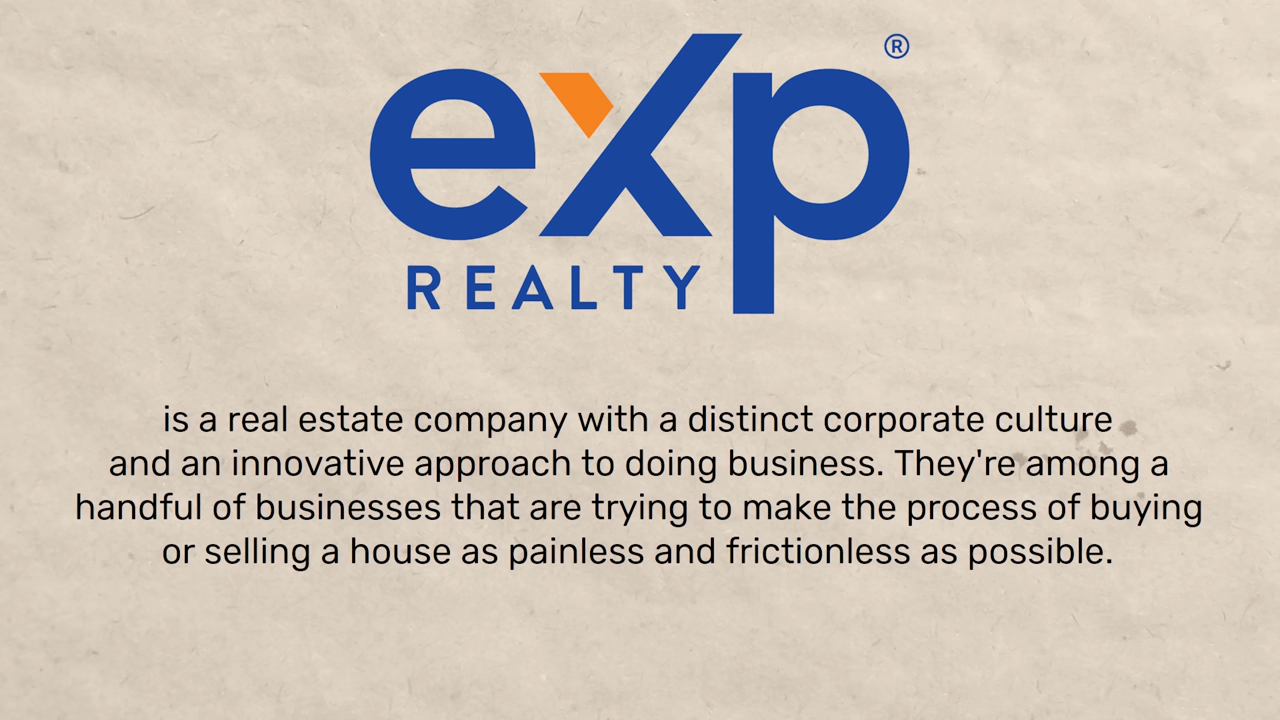 exp®
REALTY
is a real estate company with a distinct corporate culture
and an innovative approach to doing business. They're among a
handful of businesses that are trying to make the process of buying
or selling a house as painless and frictionless as possible.